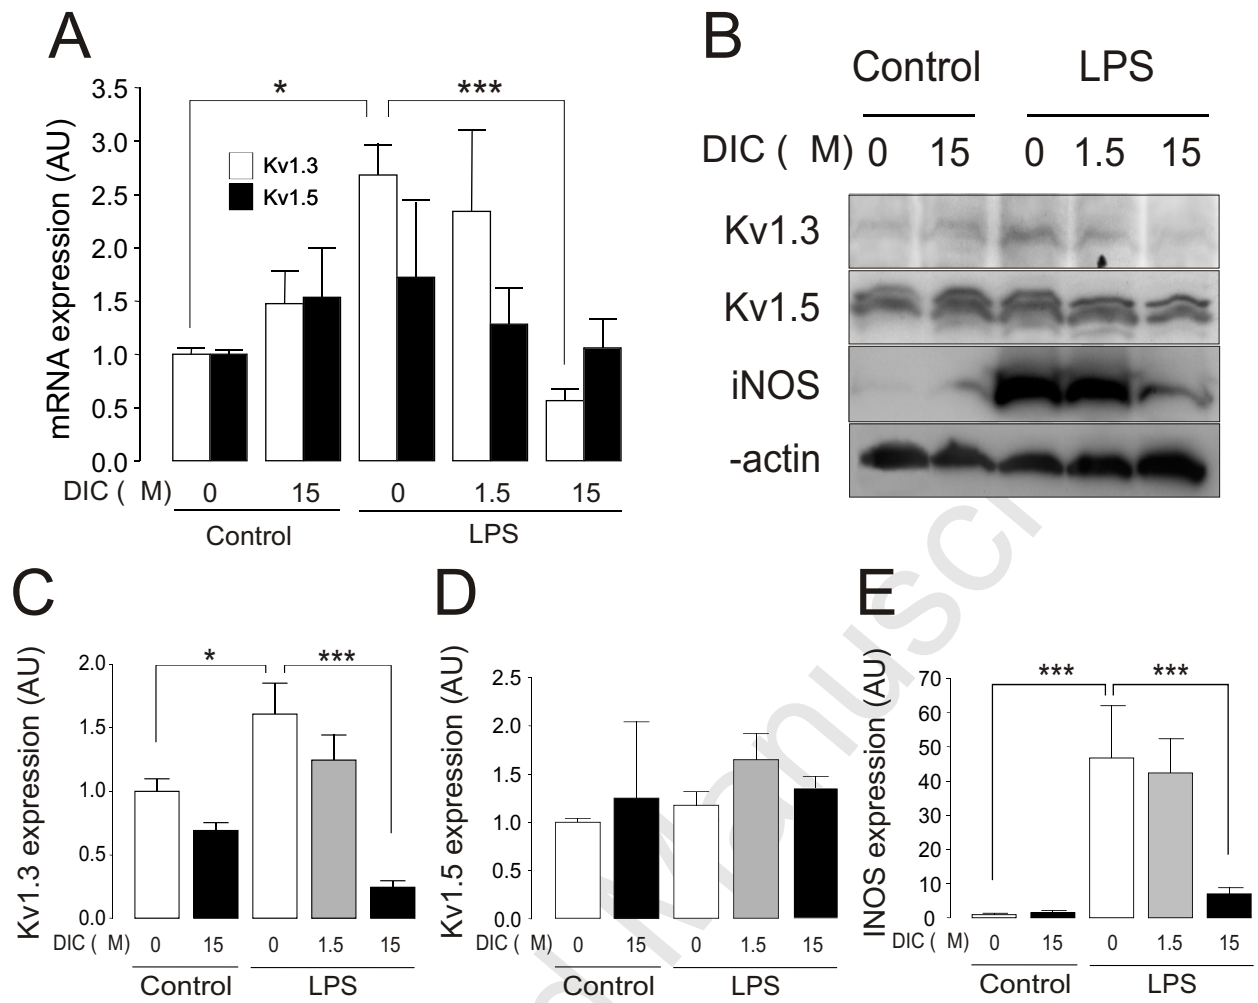 A
3.5
3.0
2.5
2.0
1.5
1.0
0.5
0.0
mRNA expression (AU)
* ***
Kv1.3
Kv1.5
DIC ( M) 0 15 0 1.5 15
Control LPS
B
Control LPS
DIC ( M) 0 15 0 1.5 15
Kv1.3
Kv1.5
iNOS
-actin
C
2.0
1.5
1.0
0.5
0.0
Kv1.3 expression (AU)
* ***
DIC ( M) 0 15 0 1.5 15
Control LPS
D
2.5
2.0
1.5
1.0
0.5
0.0
Kv1.5 expression (AU)
DIC ( M) 0 15 0 1.5 15
Control LPS
E
70
60
50
40
30
20
10
0
INOS expression (AU)
*** ***
DIC ( M) 0 15 0 1.5 15
Control LPS
d Manuscri